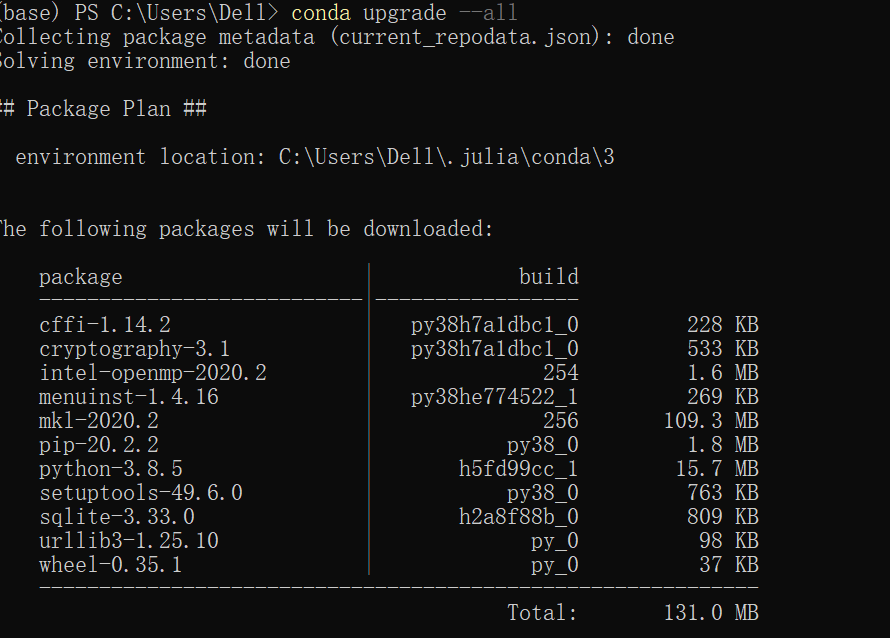 (base) PS C:\Users\Dell> conda upgrade --all
Collecting package metadata (current_repodata.json): done
Solving environment: done
## Package Plan ##
environment location: C:\Users\Dell\.julia\conda\3
The following packages will be downloaded:
package | build
---------------------------|-----------------
cffi-1.14.2 | py38h7a1dbc1_0 228 KB
cryptography-3.1 | py38h7a1dbc1_0 533 KB
intel-openmp-2020.2 | 254 1.6 MB
menuinst-1.4.16 | py38he774522_1 269 KB
mkl-2020.2 | 256 109.3 MB
pip-20.2.2 | py38_0 1.8 MB
python-3.8.5 | h5fd99cc_1 15.7 MB
setuptools-49.6.0 | py38_0 763 KB
sqlite-3.33.0 | h2a8f88b_0 809 KB
urllib3-1.25.10 | py_0 98 KB
wheel-0.35.1 | py_0 37 KB
------------------------------------------------------------
Total: 131.0 MB